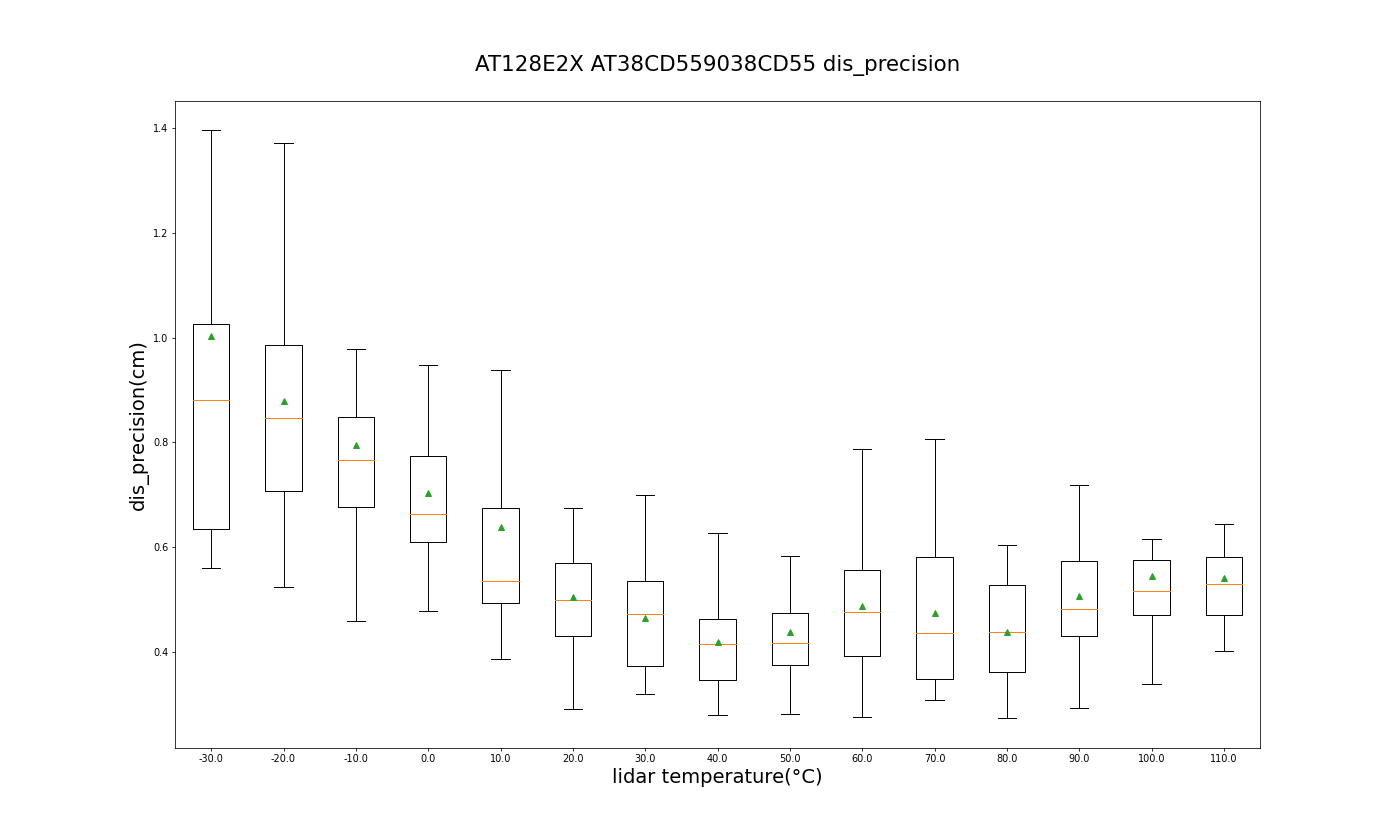 AT128E2X AT38CD559038CD55 dis_precision
dis_precision(cm)
1.4
1.2
1.0
0.8
0.6
0.4
-30.0 -20.0 -10.0 0.0 10.0 20.0 30.0 40.0 50.0 60.0 70.0 80.0 90.0 100.0 110.0
lidar temperature(°C)